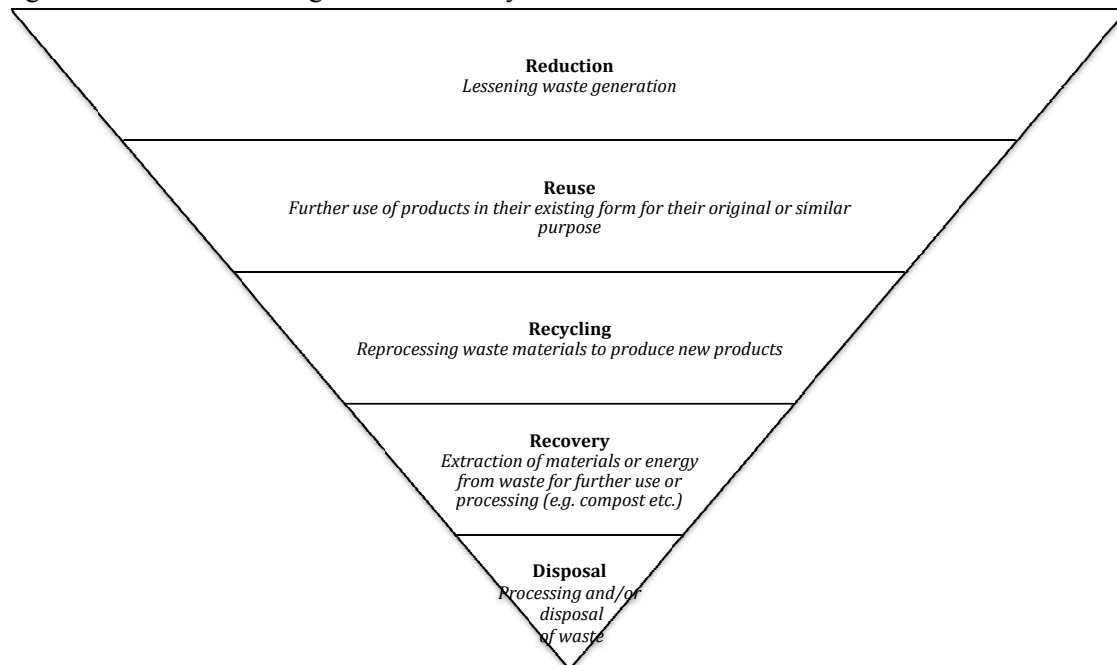 Reduction
Lessening waste generation
Reuse
Further use of products in their existing form for their original or similar
purpose
Recycling
Reprocessing waste materials to produce new products
Recovery
Extraction of materials or energy
from waste for further use or
processing (e.g. compost etc.)
Disposal
Processing and/or
disposal
of waste